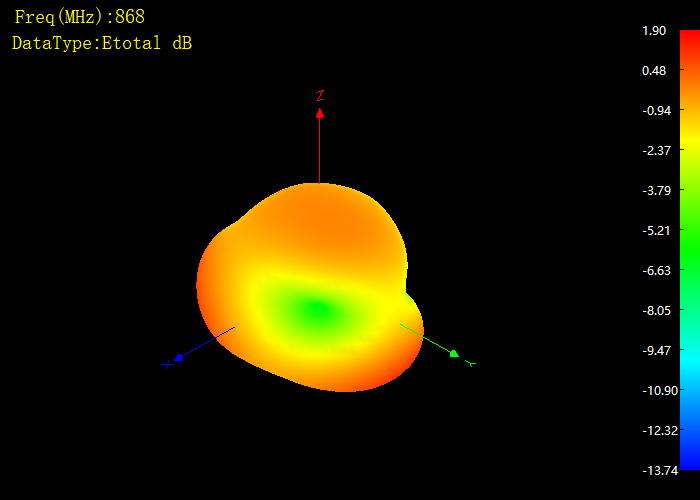 Freq(MHz):868
DataType:Etotal dB
1.90
0.48
-0.94
-2.37
-3.79
-5.21
-6.63
-8.05
-9.47
-10.90
-12.32
-13.74
Z
X
Y